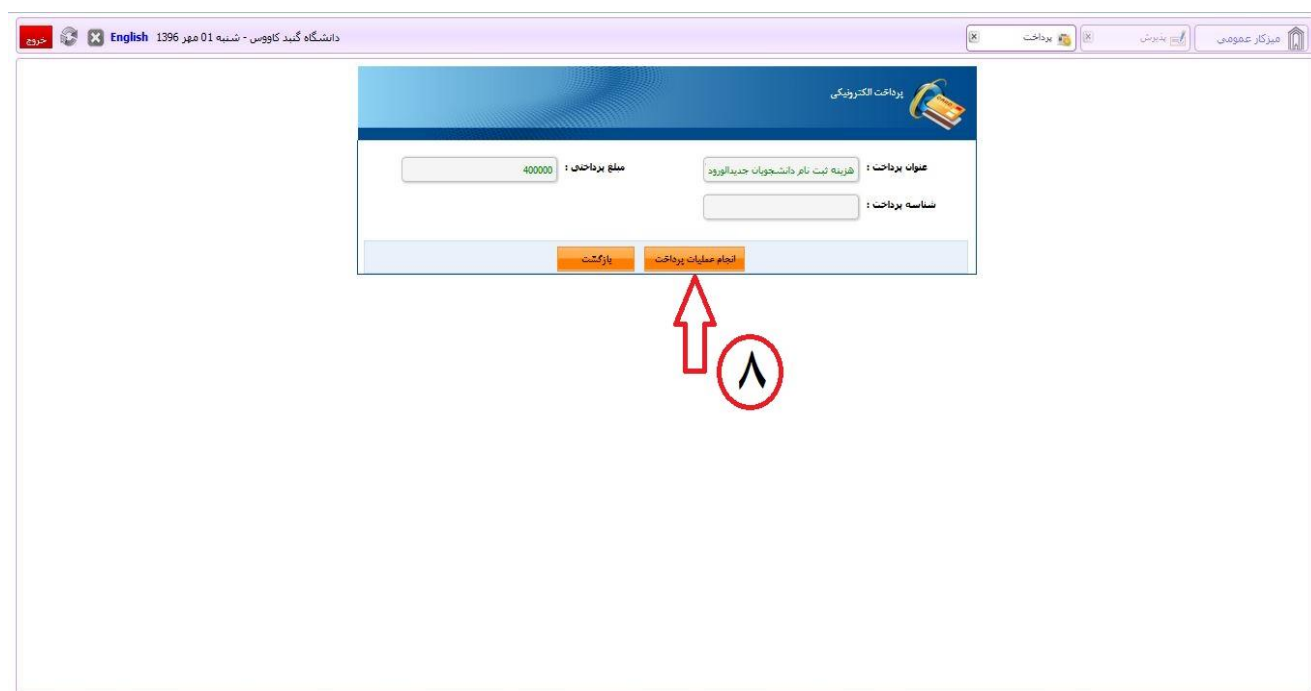 میزکار عمومی پذیرش پرداخت دانشگاه گنبد کاووس - شنبه 01 مهر 1396 English خروج
پرداخت الکترونیکی
عنوان پرداخت : هزینه ثبت نام دانشجویان جدیدالورود مبلغ پرداختی : 400000
شناسه پرداخت :
انجام عملیات پرداخت بازگشت
۸